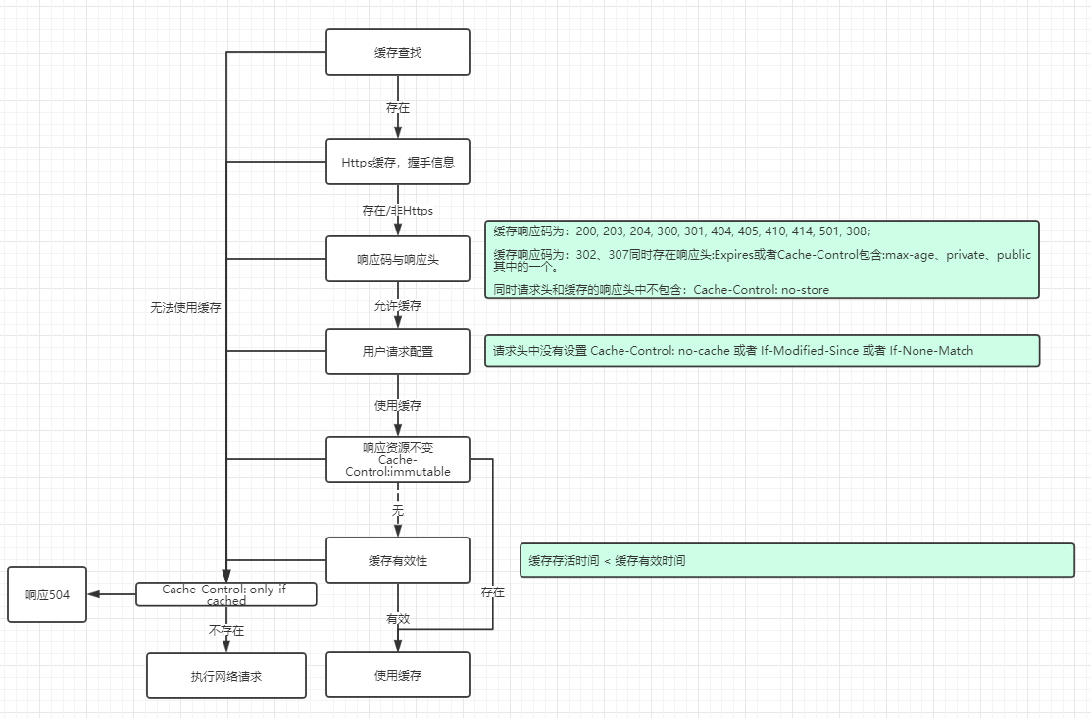 缓存查找
存在
Https缓存，握手信息
存在/非Https
响应码与响应头
缓存响应码为：200, 203, 204, 300, 301, 404, 405, 410, 414, 501, 308;
缓存响应码为：302、307同时存在响应头:Expires或者Cache-Control包含:max-age、private、public
其中的一个。
同时请求头和缓存的响应头中不包含：Cache-Control: no-store
无法使用缓存
允许缓存
用户请求配置
请求头中没有设置 Cache-Control: no-cache 或者 If-Modified-Since 或者 If-None-Match
使用缓存
响应资源不变
Cache-
Control:immutable
无
缓存有效性
缓存存活时间 < 缓存有效时间
存在
有效
响应504
Cache-Control: only-if-
cached
不存在
执行网络请求
使用缓存